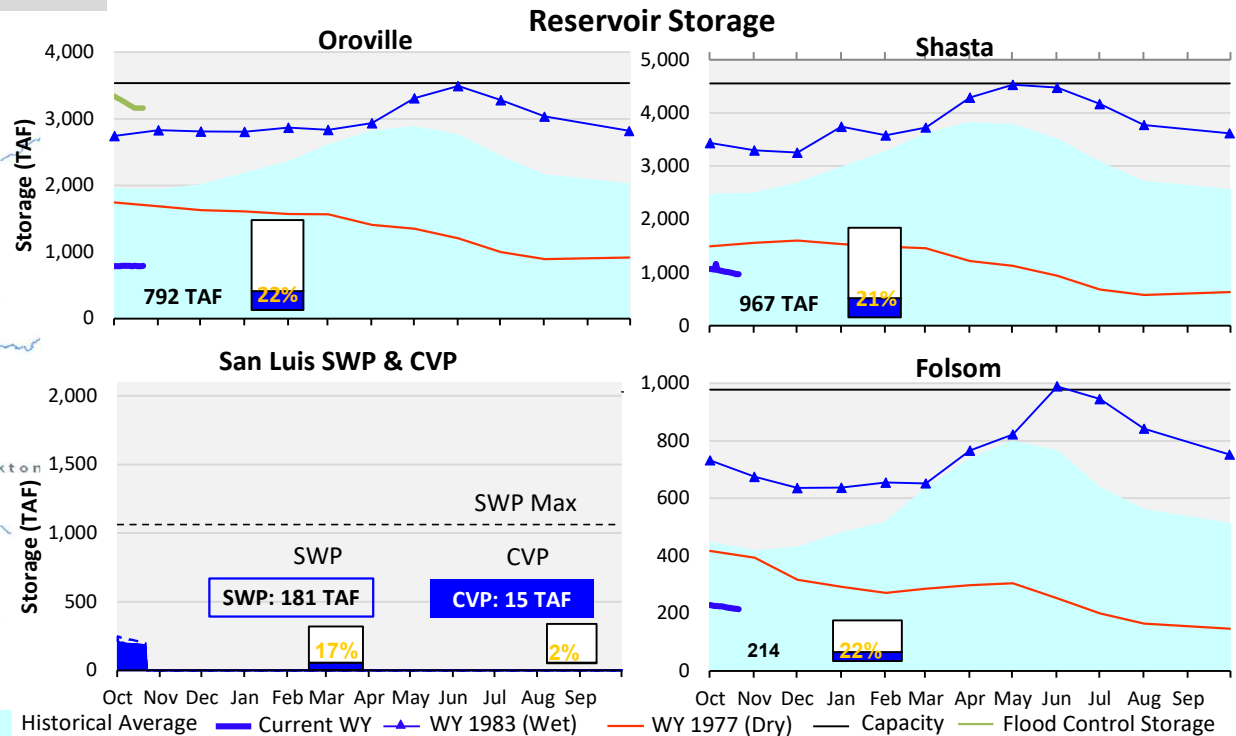 Reservoir Storage
Oroville
Storage (TAF)
4,000
3,000
2,000
1,000
0
792 TAF
22%
Shasta
5,000
4,000
3,000
2,000
1,000
0
967 TAF
21%
San Luis SWP & CVP
Storage (TAF)
2,000
1,500
1,000
500
0
SWP Max
SWP
CVP
SWP: 181 TAF
CVP: 15 TAF
17%
2%
Oct Nov Dec Jan Feb Mar Apr May Jun Jul Aug Sep
Folsom
1,000
800
600
400
200
0
214
22%
Oct Nov Dec Jan Feb Mar Apr May Jun Jul Aug Sep
kton
Historical Average Current WY WY 1983 (Wet) WY 1977 (Dry) Capacity Flood Control Storage